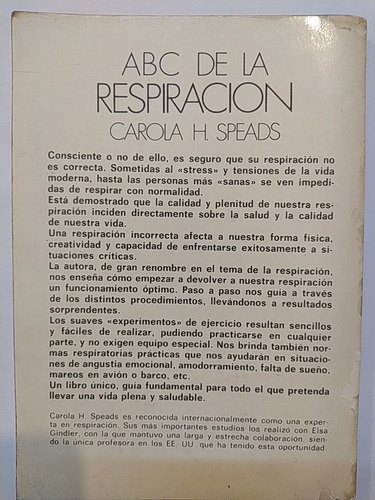 ABC DE LA
RESPIRACION
CAROLA H. SPEADS
Consciente o no de ello, es seguro que su respiración no
es correcta. Sometidas al «stress» y tensiones de la vida
moderna, hasta las personas más «sanas» se ven impedi-
das de respirar con normalidad.
Está demostrado que la calidad y plenitud de nuestra res-
piración inciden directamente sobre la salud y la calidad
de nuestra vida.
Una respiración incorrecta afecta a nuestra forma física,
creatividad y capacidad de enfrentarse exitosamente a si-
tuaciones críticas.
La autora, de gran renombre en el tema de la respiración,
nos enseña cómo empezar a devolver a nuestra respiración
un funcionamiento óptimc. Paso a paso nos guía a través
de los distintos procedimientos, llevándonos a resultados
sorprendentes.
Los suaves «experimentos» de ejercicio resultan sencillos
y fáciles de realizar, pudiendo practicarse en cualquier
parte, y no exigen equipo especial. Nos brinda también nor-
mas respiratorias prácticas que nos ayudarán en situacio-
nes de angustia emocional, amodorramiento, falta de sueño,
mareos en avión o barco, etc.
Un libro único, guía fundamental para todo el que pretenda
llevar una vida plena y saludable.
Carola H. Speads es reconocida internacionalmente como una exper-
ta en respiración. Sus más importantes estudios los realizó con Elsa
Gindler, con la que mantuvo una larga y estrecha colaboración, sien-
do la única profesora en los EE. UU. que ha tenido esta oportunidad.